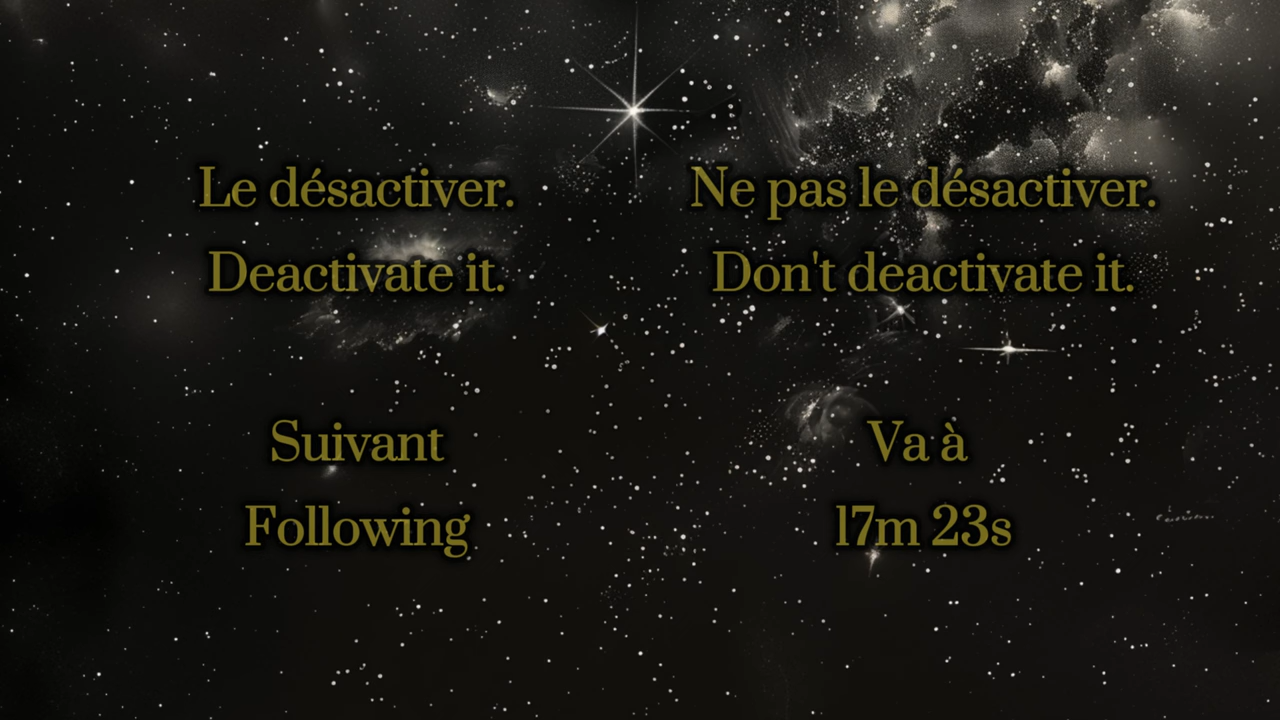 Le désactiver.
Deactivate it.
Ne pas le désactiver.
Don't deactivate it.
Suivant
Following
Va à
17m 23s